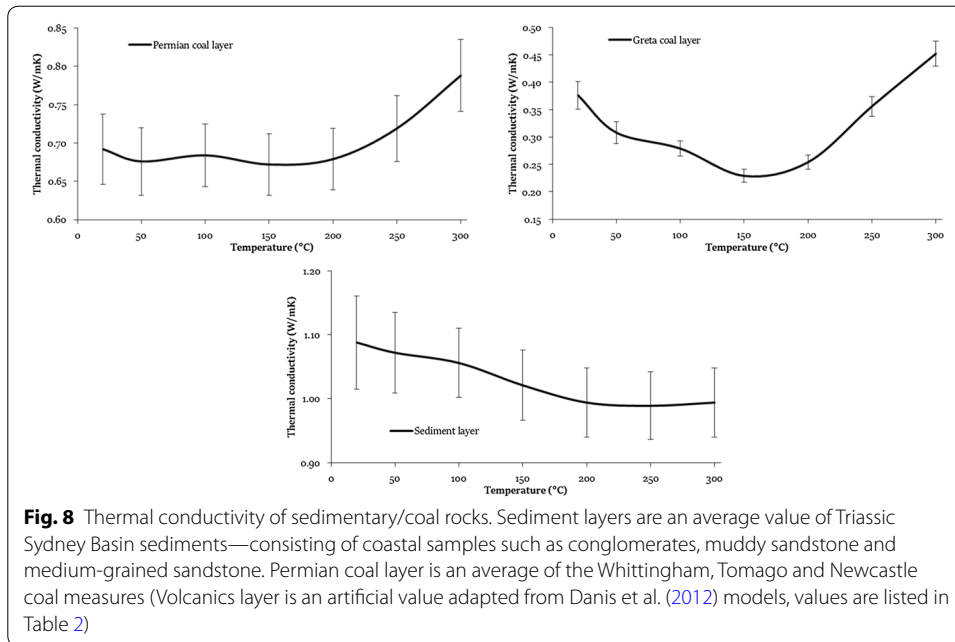 0.85
0.80
0.75
0.70
0.65
0.60
Thermal conductivity (W/mK)
Permian coal layer
0 50 100 150 200 250 300
Temperature (°C)
0.50
0.45
0.40
0.35
0.30
0.25
0.20
0.15
Thermal conductivity (W/mK)
Greta coal layer
0 50 100 150 200 250 300
Temperature (°C)
1.20
1.10
1.00
0.90
Thermal conductivity (W/mK)
Sediment layer
0 50 100 150 200 250 300
Temperature (°C)
Fig. 8 Thermal conductivity of sedimentary/coal rocks. Sediment layers are an average value of Triassic
Sydney Basin sediments—consisting of coastal samples such as conglomerates, muddy sandstone and
medium-grained sandstone. Permian coal layer is an average of the Whittingham, Tomago and Newcastle
coal measures (Volcanics layer is an artificial value adapted from Danis et al. (2012) models, values are listed in
Table 2)